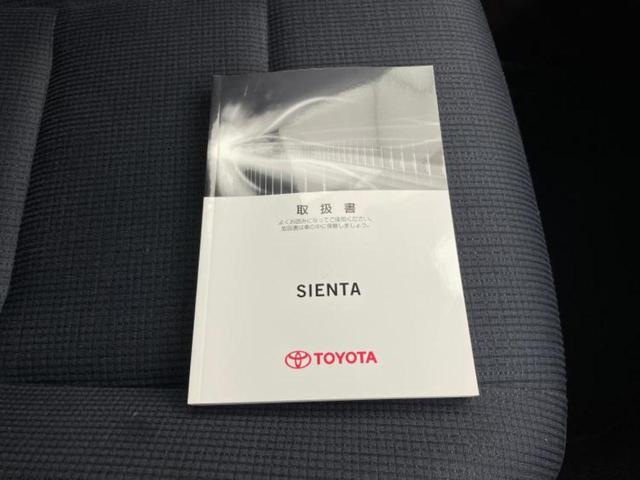 取扱書
よくお読みになってご使用ください。
取扱書は車の中に保管しましょう。
SIENTA
TOYOTA